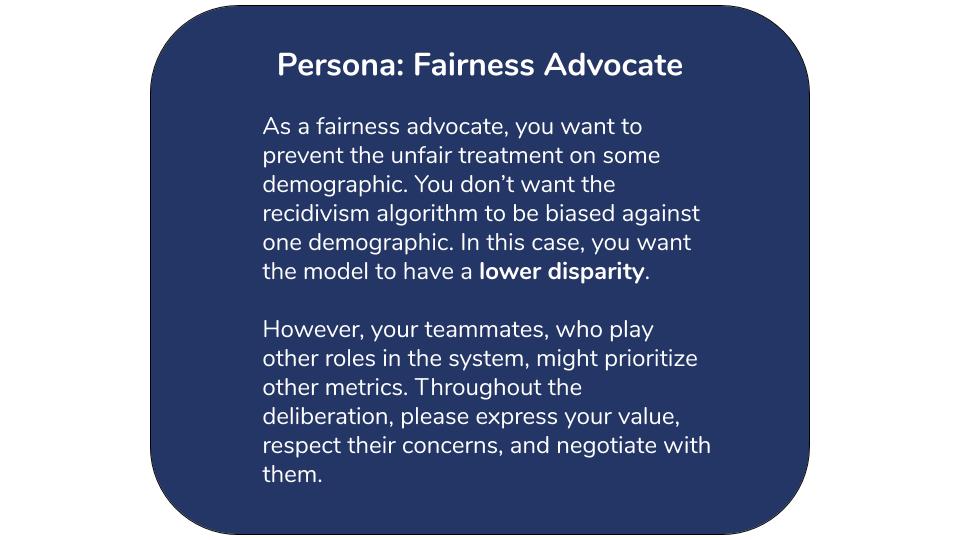 Persona: Fairness Advocate
As a fairness advocate, you want to
prevent the unfair treatment on some
demographic. You don’t want the
recidivism algorithm to be biased against
one demographic. In this case, you want
the model to have a lower disparity.
However, your teammates, who play
other roles in the system, might prioritize
other metrics. Throughout the
deliberation, please express your value,
respect their concerns, and negotiate with
them.